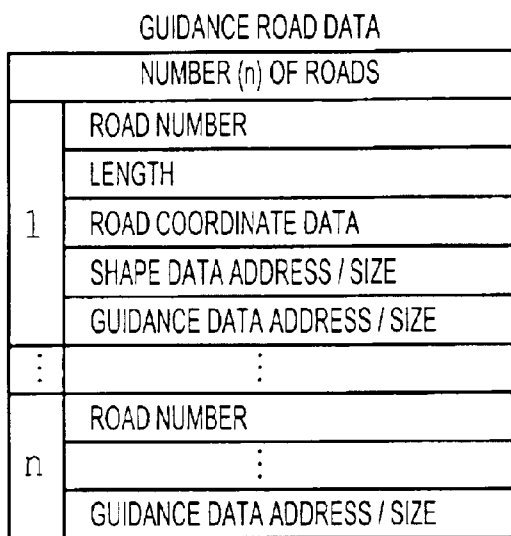 GUIDANCE ROAD DATA
NUMBER (n) OF ROADS
1
ROAD NUMBER
LENGTH
ROAD COORDINATE DATA
SHAPE DATA ADDRESS / SIZE
GUIDANCE DATA ADDRESS / SIZE
⋮ ⋮
n
ROAD NUMBER
⋮
GUIDANCE DATA ADDRESS / SIZE